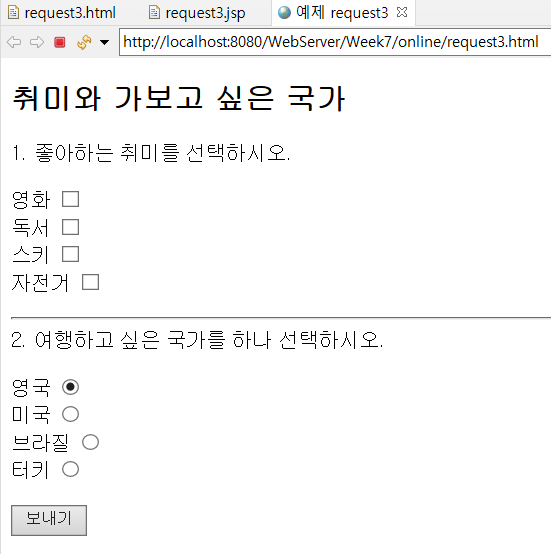 request3.html request3.jsp 예제 request3
http://localhost:8080/WebServer/Week7/online/request3.html
취미와 가보고 싶은 국가
1. 좋아하는 취미를 선택하시오.
영화
독서
스키
자전거
2. 여행하고 싶은 국가를 하나 선택하시오.
영국
미국
브라질
터키
보내기